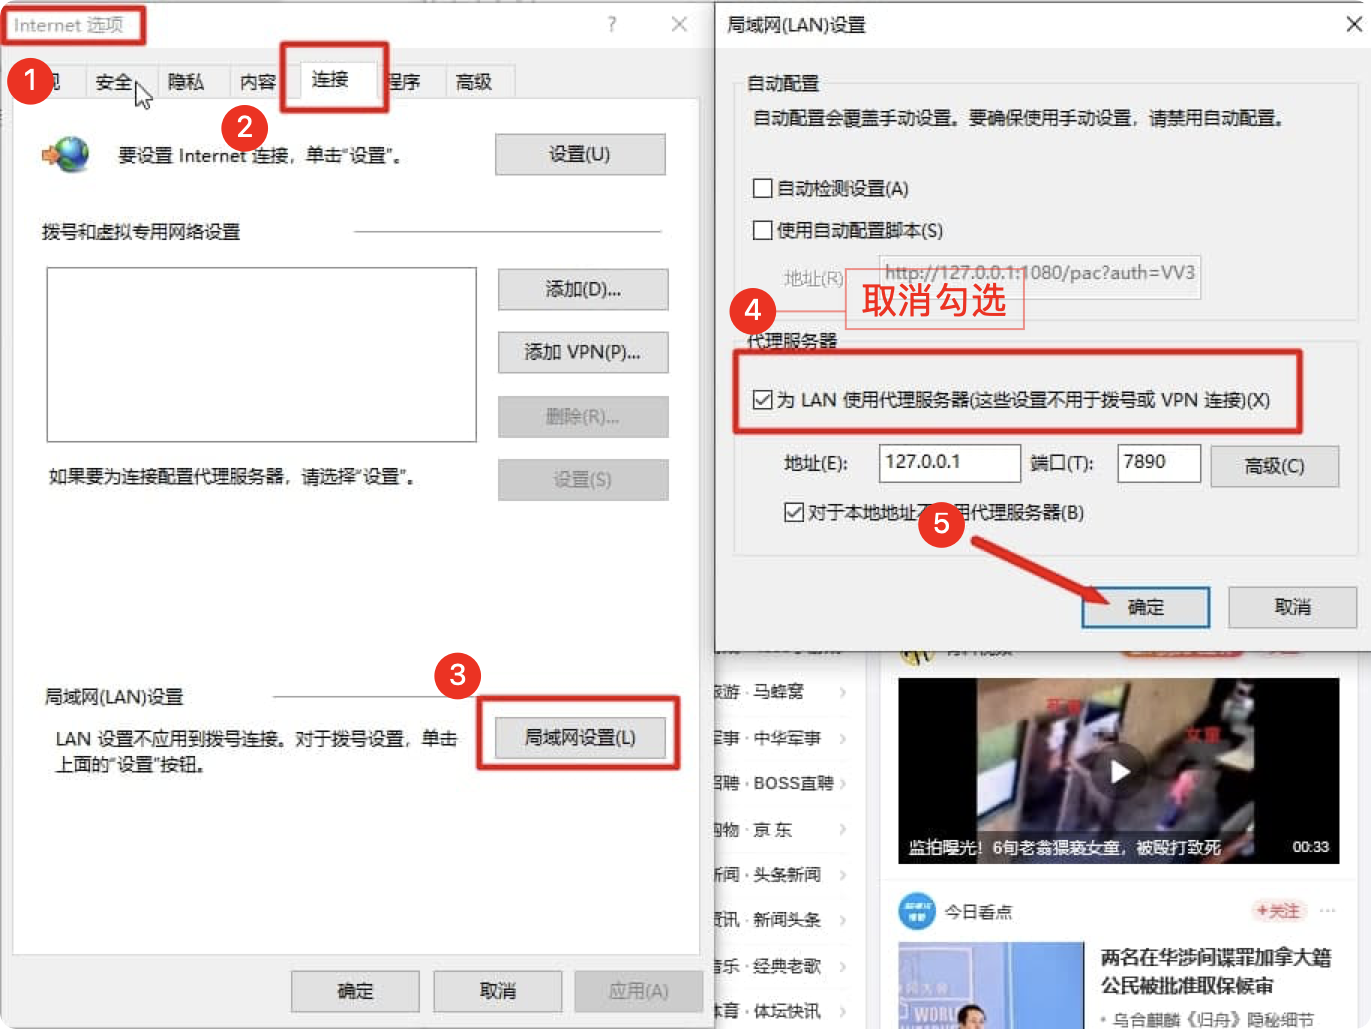 Internet 选项
?
1
安全
隐私
内容
连接
程序
高级
2
要设置 Internet 连接，单击“设置”。
设置(U)
拨号和虚拟专用网络设置
添加(D)...
添加 VPN(P)...
删除(R)...
如果要为连接配置代理服务器，请选择“设置”。
设置(S)
3
局域网(LAN)设置
LAN 设置不应用到拨号连接。对于拨号设置，单击
上面的“设置”按钮。
局域网设置(L)
确定
取消
应用(A)
局域网(LAN)设置
自动配置
自动配置会覆盖手动设置。要确保使用手动设置，请禁用自动配置。
自动检测设置(A)
使用自动配置脚本(S)
地址(R)
http://127.0.0.1:1080/pac?auth=VV3
4
取消勾选
代理服务器
为 LAN 使用代理服务器(这些设置不用于拨号或 VPN 连接)(X)
地址(E):
127.0.0.1
端口(T):
7890
高级(C)
对于本地地址不 用代理服务器(B)
5
确定
取消
旅游 · 马蜂窝
军事 · 中华军事
招聘 · BOSS直聘
购物 · 京东
新闻 · 头条新闻
资讯 · 新闻头条
音乐 · 经典老歌
体育 · 体坛快讯
女童
监拍曝光！6旬老翁猥亵女童，被殴打致死
00:33
今日看点
+关注
两名在华涉间谍罪加拿大籍
公民被批准取保候审
· 乌合麒麟《归舟》隐秘细节
WORL